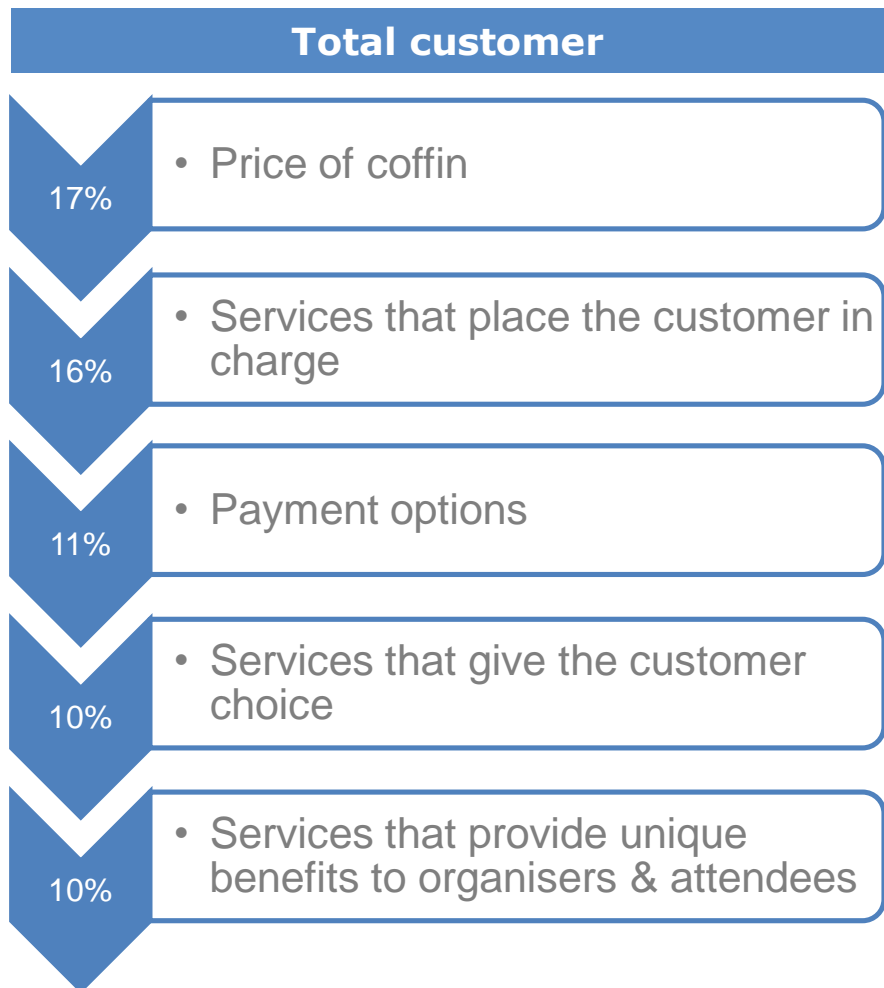 Total customer
17%
• Price of coffin
16%
• Services that place the customer in
charge
11%
• Payment options
10%
• Services that give the customer
choice
10%
• Services that provide unique
benefits to organisers & attendees